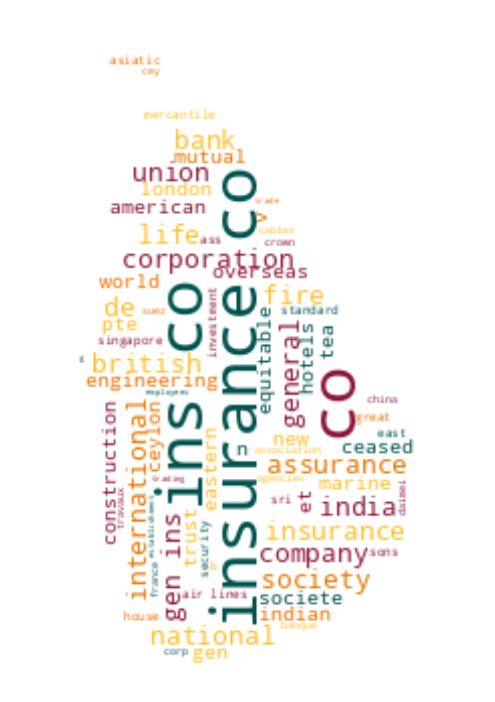 asiatic
cey
mercantile
bank
mutual
union
london
trade
american
v
life
ass
cables
crown
corporation
overseas
world
investment
fire
de
suez
standard
pte
singapore
equitable
general
hotels
tea
ins co
insurance co
british
engineering
employees
co
china
great
construction
travaux
international
ceylon
eastern
n
new
east
association
ceased
assurance
trading
agencies
marine
daimei
establishment
france
gen ins
trust
security
sri
et
india
insurance
company
sons
society
air lines
societe
house
indian
banque
national
corp
gen